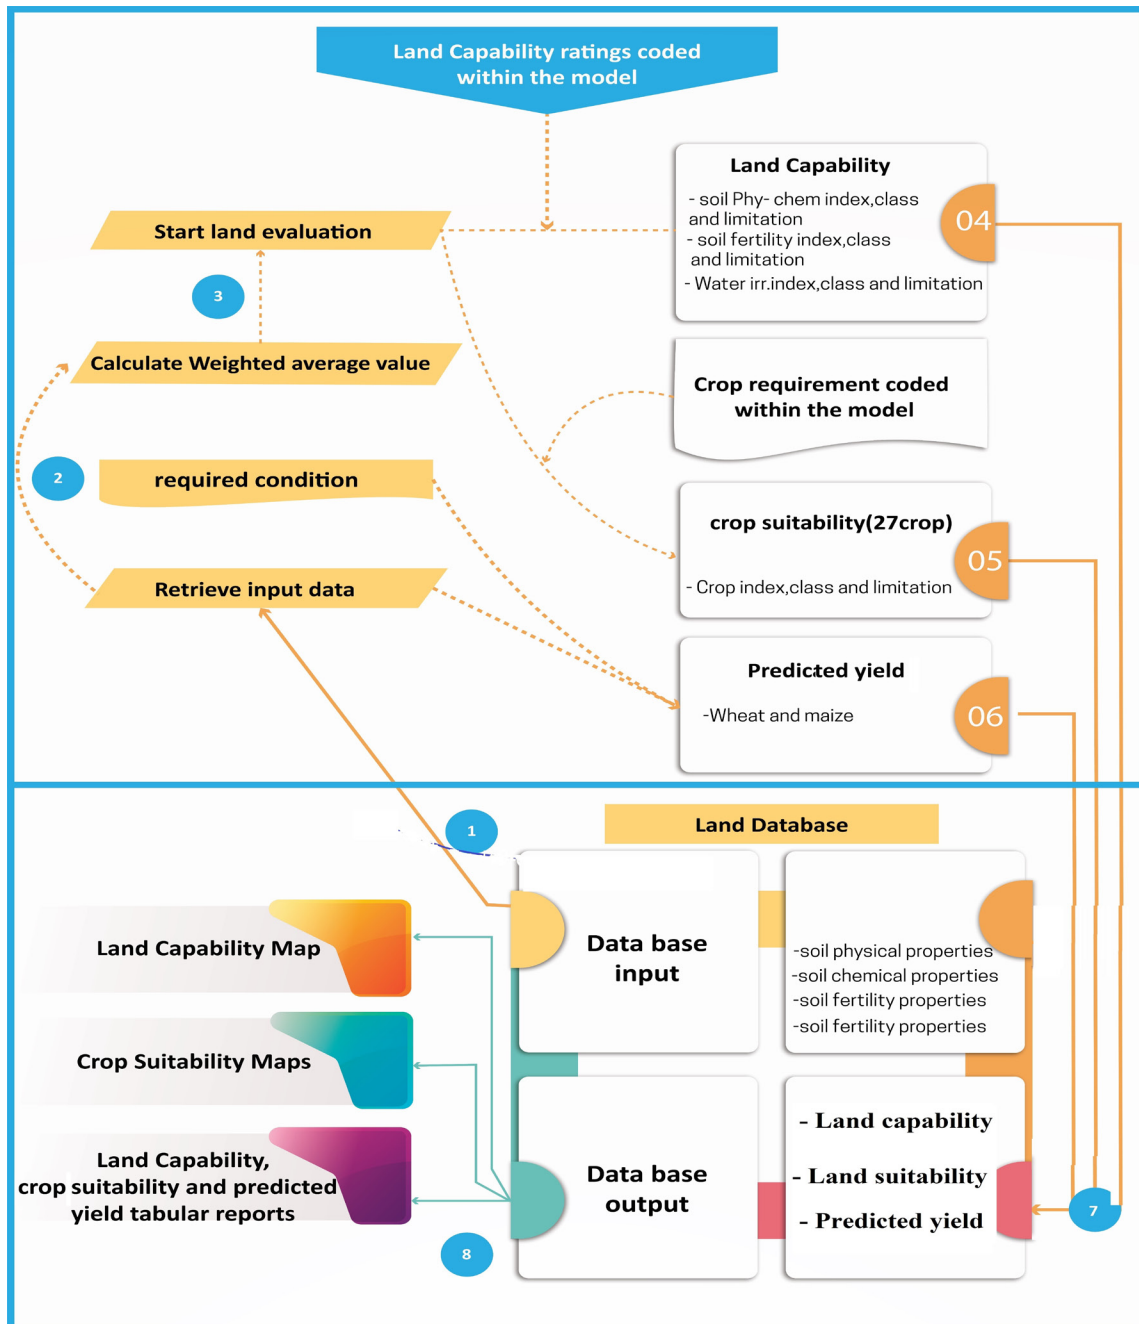 Land Capability ratings coded
within the model
Land Capability
- soil Phy- chem index,class
and limitation
- soil fertility index,class
and limitation
- Water irr.index,class and limitation
04
Start land evaluation
3
Calculate Weighted average value
Crop requirement coded
within the model
2
required condition
crop suitability(27crop)
- Crop index,class and limitation
05
Retrieve input data
Predicted yield
-Wheat and maize
06
1
Land Database
Data base
input
-soil physical properties
-soil chemical properties
-soil fertility properties
-soil fertility properties
Land Capability Map
Crop Suitability Maps
Land Capability,
crop suitability and predicted
yield tabular reports
Data base
output
- Land capability
- Land suitability
- Predicted yield
7
8